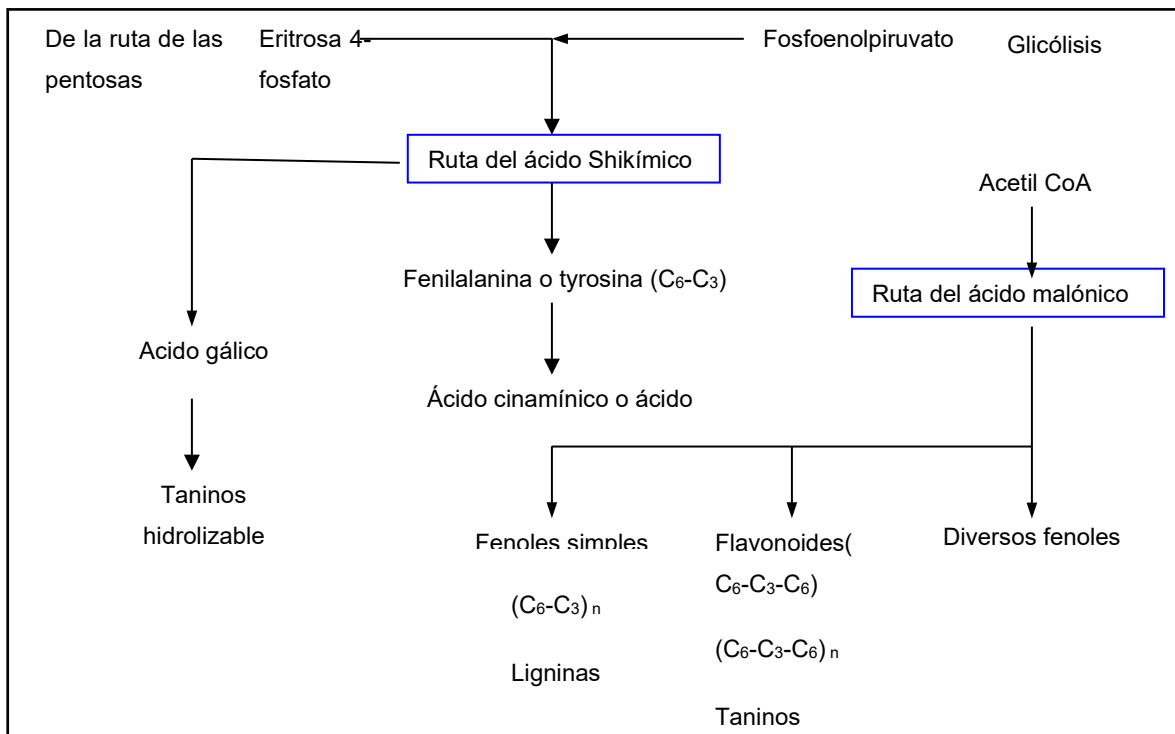 De la ruta de las
pentosas
Eritrosa 4-
fosfato
Fosfoenolpiruvato
Glicólisis
Ruta del ácido Shikímico
Acetil CoA
Fenilalanina o tyrosina (C₆-C₃)
Ruta del ácido malónico
Acido gálico
Ácido cinamínico o ácido
Taninos
hidrolizable
Fenoles simples
(C₆-C₃) n
Ligninas
Flavonoides(
C₆-C₃-C₆)
(C₆-C₃-C₆) n
Taninos
Diversos fenoles